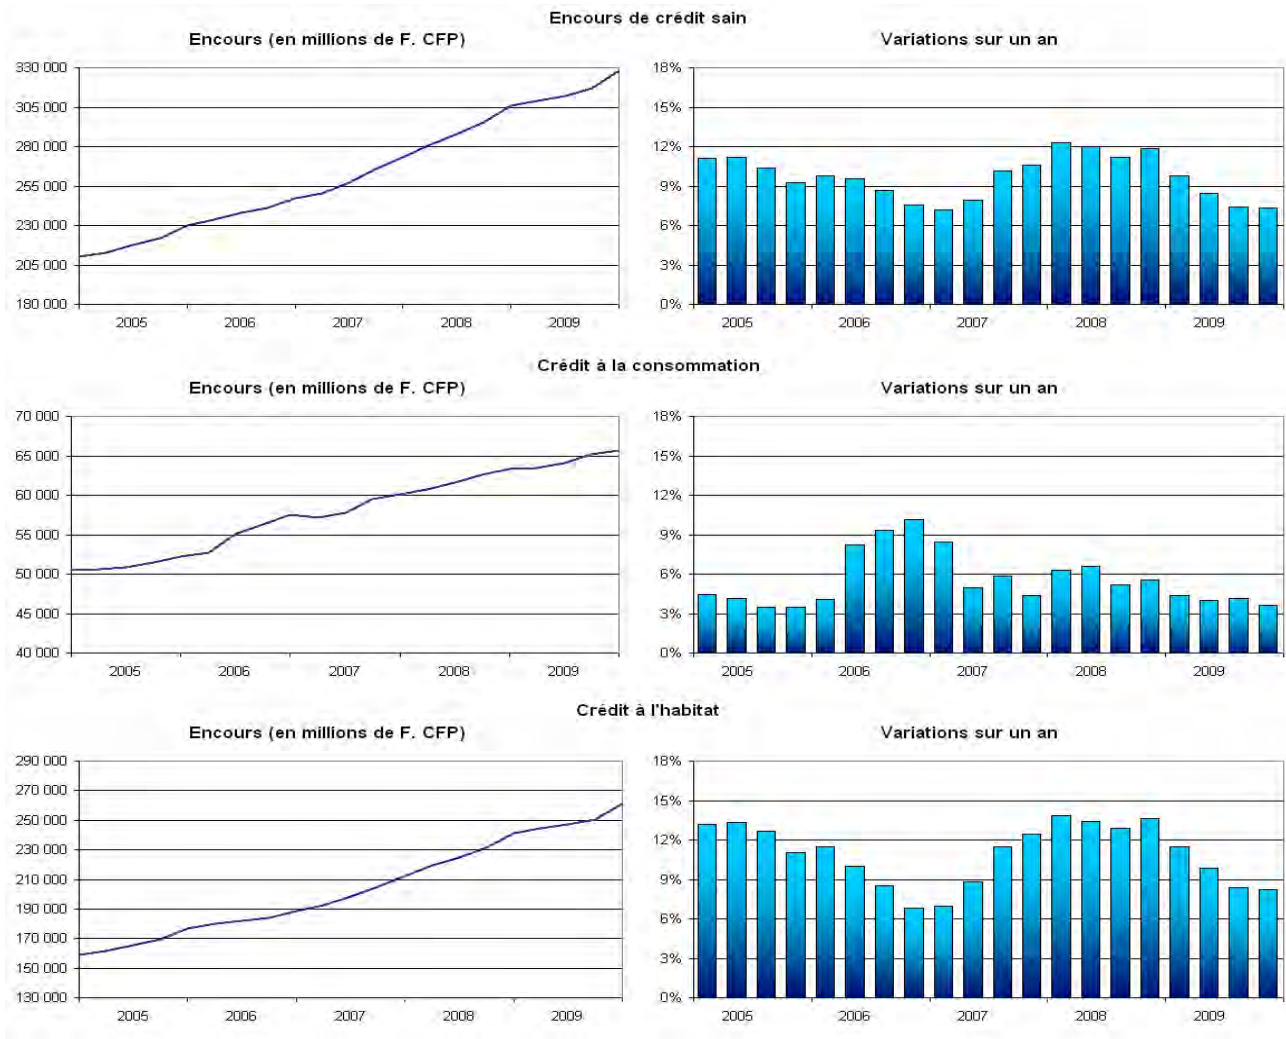 Encours de crédit sain
Encours (en millions de F. CFP)
Variations sur un an
330 000
305 000
280 000
255 000
230 000
205 000
180 000
2005 2006 2007 2008 2009
18%
15%
12%
9%
6%
3%
0%
2005 2006 2007 2008 2009
Crédit à la consommation
Encours (en millions de F. CFP)
Variations sur un an
70 000
65 000
60 000
55 000
50 000
45 000
40 000
2005 2006 2007 2008 2009
18%
15%
12%
9%
6%
3%
0%
2005 2006 2007 2008 2009
Crédit à l'habitat
Encours (en millions de F. CFP)
Variations sur un an
290 000
270 000
250 000
230 000
210 000
190 000
170 000
150 000
130 000
2005 2006 2007 2008 2009
18%
15%
12%
9%
6%
3%
0%
2005 2006 2007 2008 2009